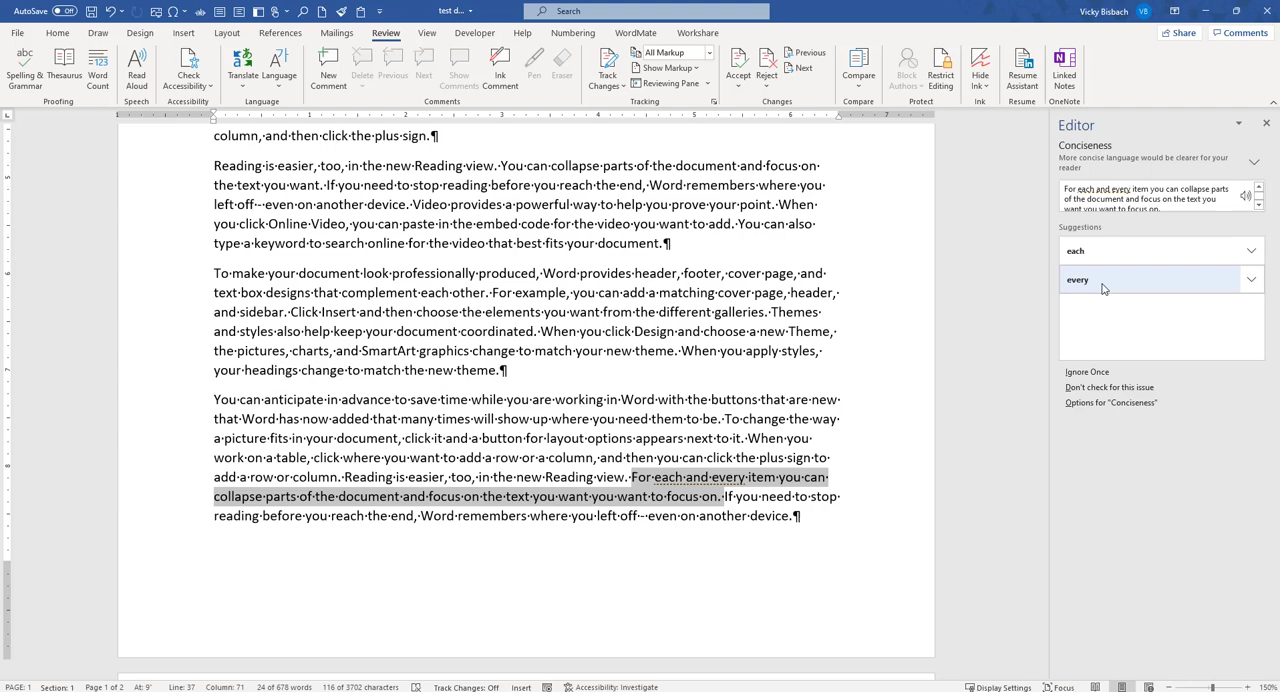 AutoSave Off test d... Search Vicky Bisbach VB
File Home Draw Design Insert Layout References Mailings Review View Developer Help Numbering WordMate Workshare Share Comments
abc 123
Spelling & Grammar Thesaurus Word Count Read Aloud Check Accessibility Translate Language New Comment Delete Previous Next Show Comments Ink Comment Pen Eraser Track Changes All Markup Show Markup Reviewing Pane Accept Reject Previous Next Compare Block Authors Restrict Editing Hide Ink Resume Assistant Linked Notes
Proofing Speech Accessibility Language Comments Tracking Changes Compare Protect Ink Resume OneNote
1 1 2 3 4 5 6 7
column,·and·then·click·the·plus·sign.¶
Reading·is·easier,·too,·in·the·new·Reading·view.·You·can·collapse·parts·of·the·document·and·focus·on·
the·text·you·want.·If·you·need·to·stop·reading·before·you·reach·the·end,·Word·remembers·where·you·
left·off·-·even·on·another·device.·Video·provides·a·powerful·way·to·help·you·prove·your·point.·When·
you·click·Online·Video,·you·can·paste·in·the·embed·code·for·the·video·you·want·to·add.·You·can·also·
type·a·keyword·to·search·online·for·the·video·that·best·fits·your·document.¶
To·make·your·document·look·professionally·produced,·Word·provides·header,·footer,·cover·page,·and·
text·box·designs·that·complement·each·other.·For·example,·you·can·add·a·matching·cover·page,·header,·
and·sidebar.·Click·Insert·and·then·choose·the·elements·you·want·from·the·different·galleries.·Themes·
and·styles·also·help·keep·your·document·coordinated.·When·you·click·Design·and·choose·a·new·Theme,·
the·pictures,·charts,·and·SmartArt·graphics·change·to·match·your·new·theme.·When·you·apply·styles,·
your·headings·change·to·match·the·new·theme.¶
You·can·anticipate·in·advance·to·save·time·while·you·are·working·in·Word·with·the·buttons·that·are·new·
that·Word·has·now·added·that·many·times·will·show·up·where·you·need·them·to·be.·To·change·the·way·
a·picture·fits·in·your·document,·click·it·and·a·button·for·layout·options·appears·next·to·it.·When·you·
work·on·a·table,·click·where·you·want·to·add·a·row·or·a·column,·and·then·you·can·click·the·plus·sign·to·
add·a·row·or·column.·Reading·is·easier,·too,·in·the·new·Reading·view.·For·each·and·every·item·you·can·
collapse·parts·of·the·document·and·focus·on·the·text·you·want·you·want·to·focus·on.·If·you·need·to·stop·
reading·before·you·reach·the·end,·Word·remembers·where·you·left·off·-·even·on·another·device.¶
Editor
Conciseness
More concise language would be clearer for your
reader
For each and every item you can collapse parts
of the document and focus on the text you
want you want to focus on.
Suggestions
each
every
Ignore Once
Don't check for this issue
Options for "Conciseness"
PAGE: 1 Section: 1 Page 1 of 2 At: 9" Line: 37 Column: 71 24 of 678 words 116 of 3702 characters Track Changes: Off Insert Accessibility: Investigate Display Settings Focus 150%